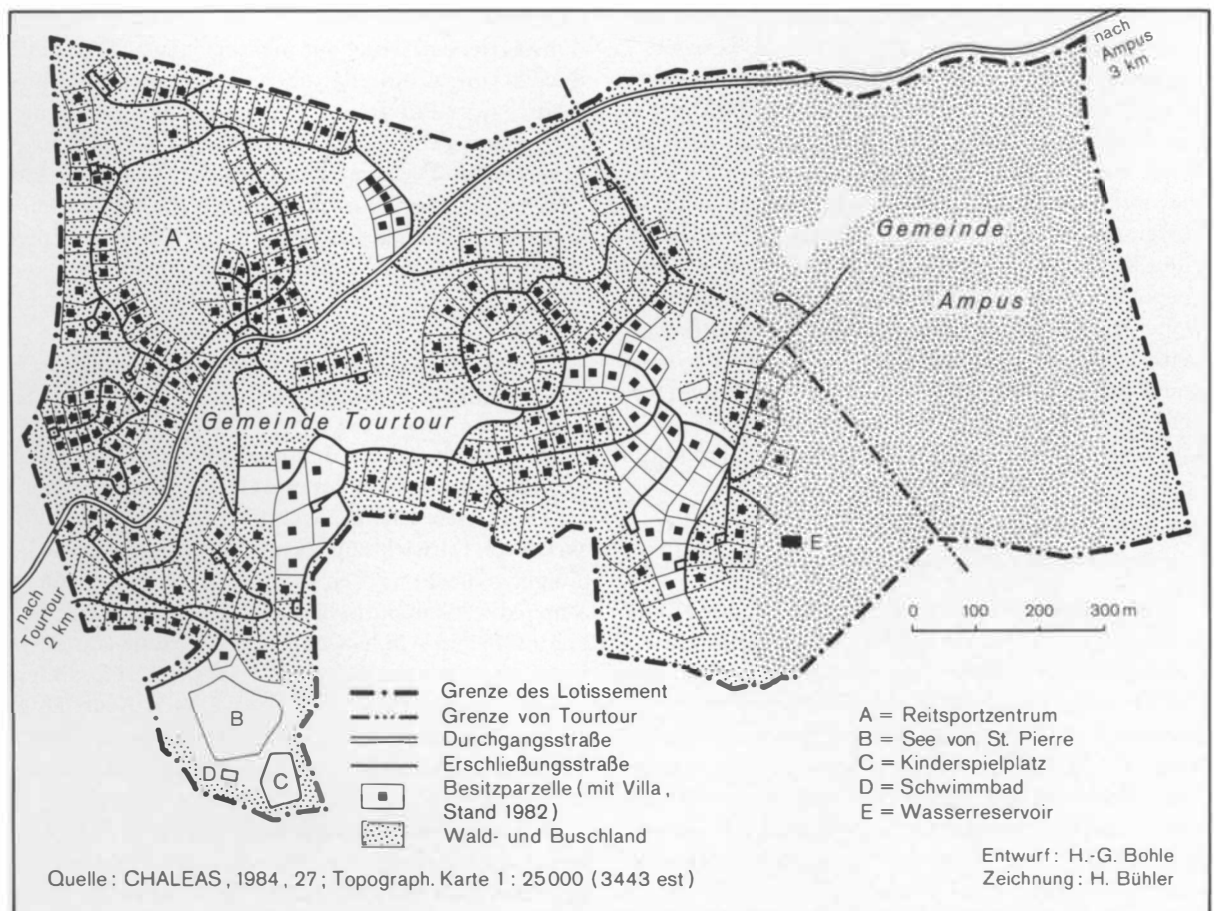 nach
Ampus
3 km
A
Gemeinde
Ampus
Gemeinde Tourtour
E
nach
Tourtour
2 km
0 100 200 300 m
B
D
C
Grenze des Lotissement
Grenze von Tourtour
Durchgangsstraße
Erschließungsstraße
Besitzparzelle (mit Villa,
Stand 1982)
Wald- und Buschland
A = Reitsportzentrum
B = See von St. Pierre
C = Kinderspielplatz
D = Schwimmbad
E = Wasserreservoir
Quelle: CHALEAS, 1984, 27; Topograph. Karte 1 : 25000 (3443 est)
Entwurf: H.-G. Bohle
Zeichnung: H. Bühler